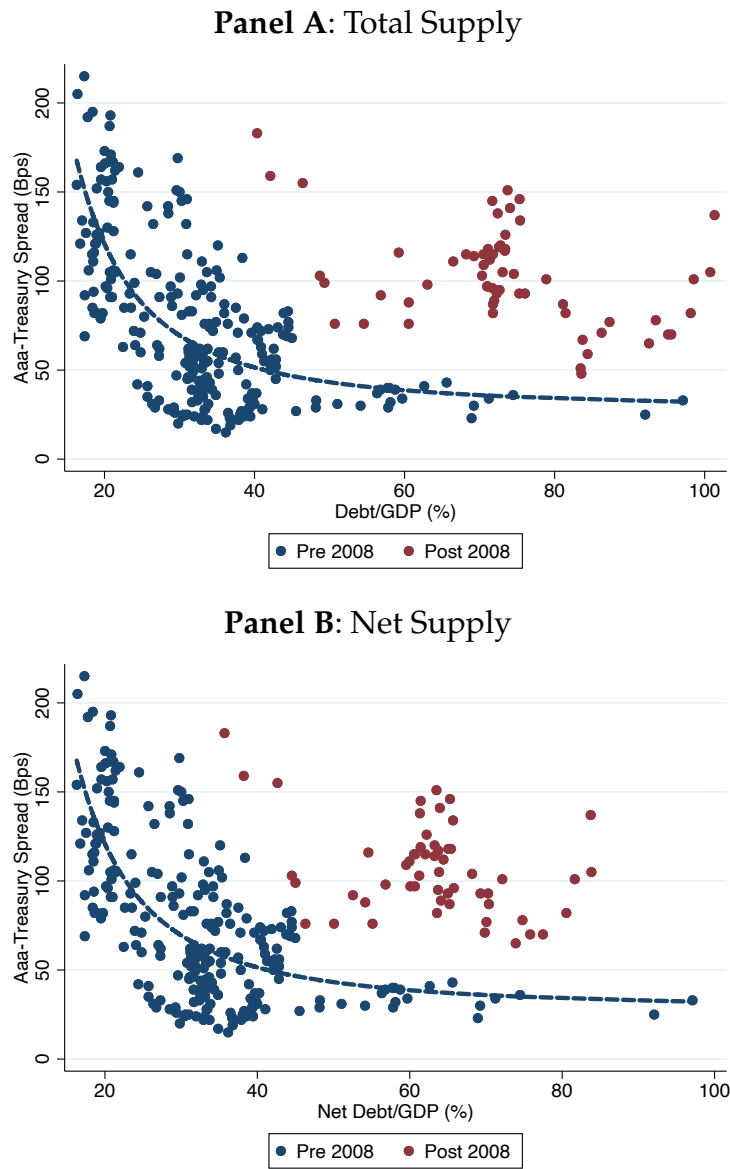 Panel A: Total Supply
Aaa-Treasury Spread (Bps)
200
150
100
50
0
20 40 60 80 100
Debt/GDP (%)
Pre 2008 Post 2008
Panel B: Net Supply
Aaa-Treasury Spread (Bps)
200
150
100
50
0
20 40 60 80 100
Net Debt/GDP (%)
Pre 2008 Post 2008